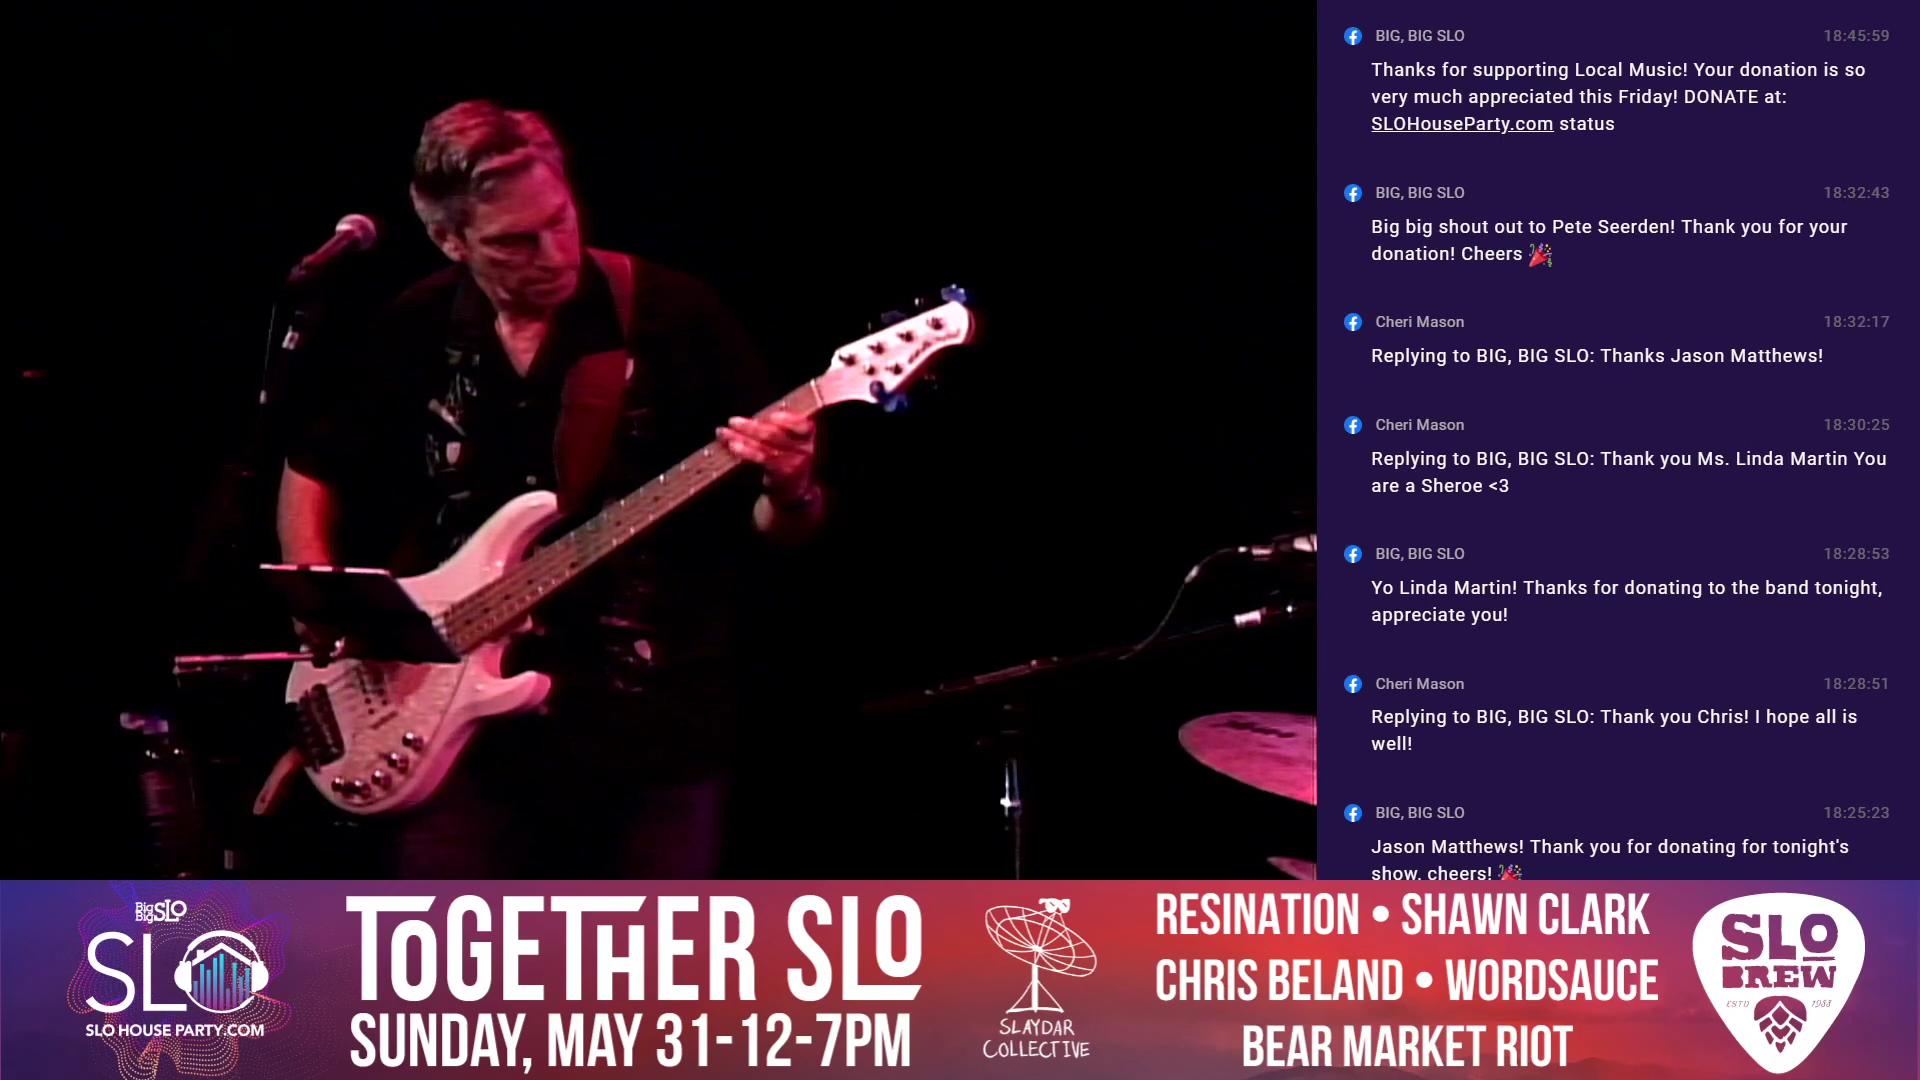 BIG, BIG SLO 18:45:59
Thanks for supporting Local Music! Your donation is so
very much appreciated this Friday! DONATE at:
SLOHouseParty.com status
BIG, BIG SLO 18:32:43
Big big shout out to Pete Seerden! Thank you for your
donation! Cheers 🎉
Cheri Mason 18:32:17
Replying to BIG, BIG SLO: Thanks Jason Matthews!
Cheri Mason 18:30:25
Replying to BIG, BIG SLO: Thank you Ms. Linda Martin You
are a Sheroe <3
BIG, BIG SLO 18:28:53
Yo Linda Martin! Thanks for donating to the band tonight,
appreciate you!
Cheri Mason 18:28:51
Replying to BIG, BIG SLO: Thank you Chris! I hope all is
well!
BIG, BIG SLO 18:25:23
Jason Matthews! Thank you for donating for tonight's
show, cheers! 🎉
Big Big SLO
SLO
SLO HOUSE PARTY.COM
TOGETHER SLO
SUNDAY, MAY 31-12-7PM
SLAYDAR
COLLECTIVE
RESINATION • SHAWN CLARK
CHRIS BELAND • WORDSAUCE
BEAR MARKET RIOT
SLO
BREW
ESTD 1988